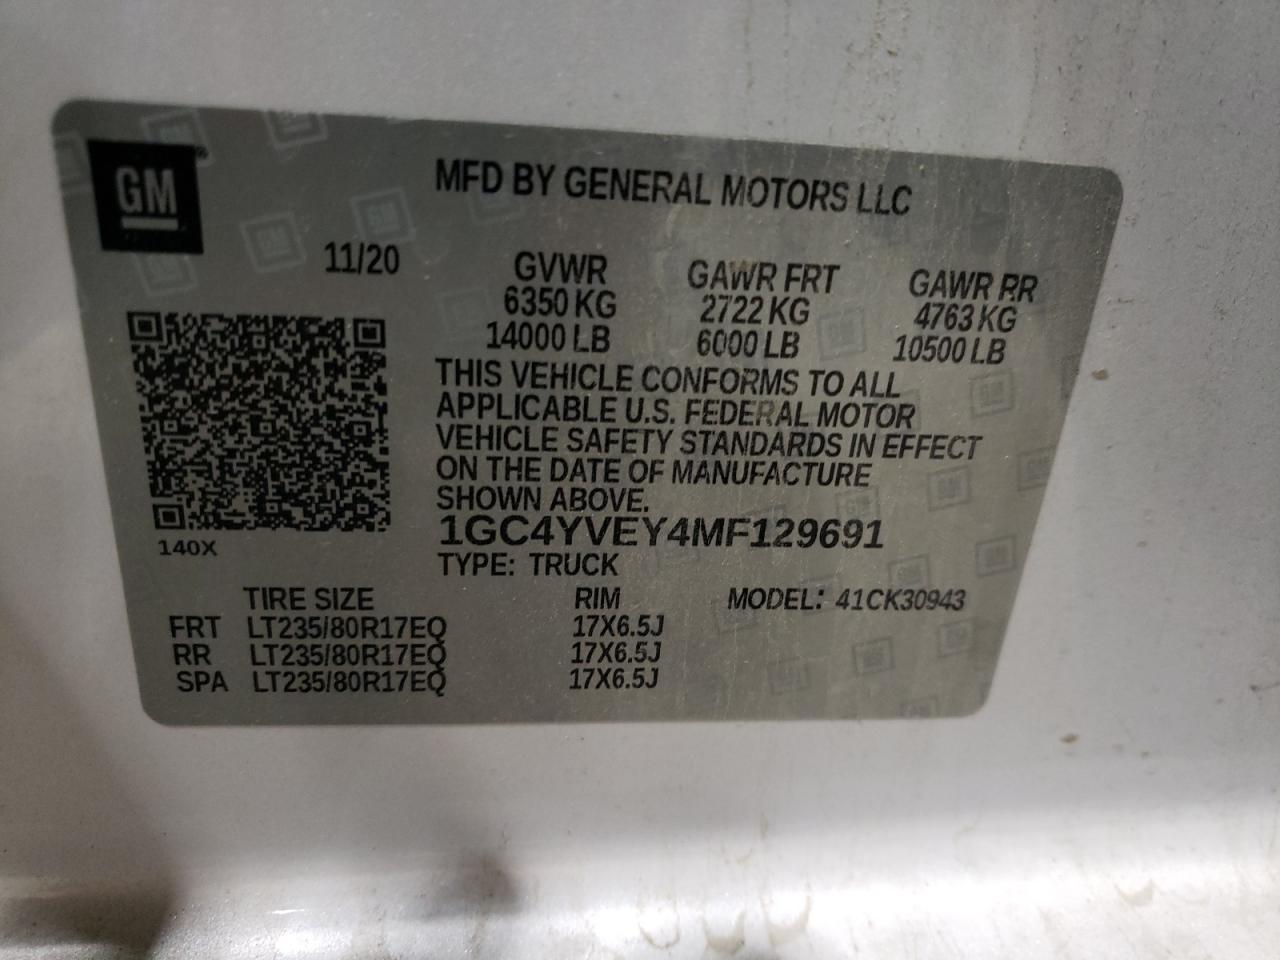 GM
MFD BY GENERAL MOTORS LLC
11/20
GVWR GAWR FRT GAWR RR
6350 KG 2722 KG 4763 KG
14000 LB 6000 LB 10500 LB
THIS VEHICLE CONFORMS TO ALL
APPLICABLE U.S. FEDERAL MOTOR
VEHICLE SAFETY STANDARDS IN EFFECT
ON THE DATE OF MANUFACTURE
SHOWN ABOVE.
1GC4YVEY4MF129691
140X
TYPE: TRUCK
TIRE SIZE RIM MODEL: 41CK30943
FRT LT235/80R17EQ 17X6.5J
RR LT235/80R17EQ 17X6.5J
SPA LT235/80R17EQ 17X6.5J